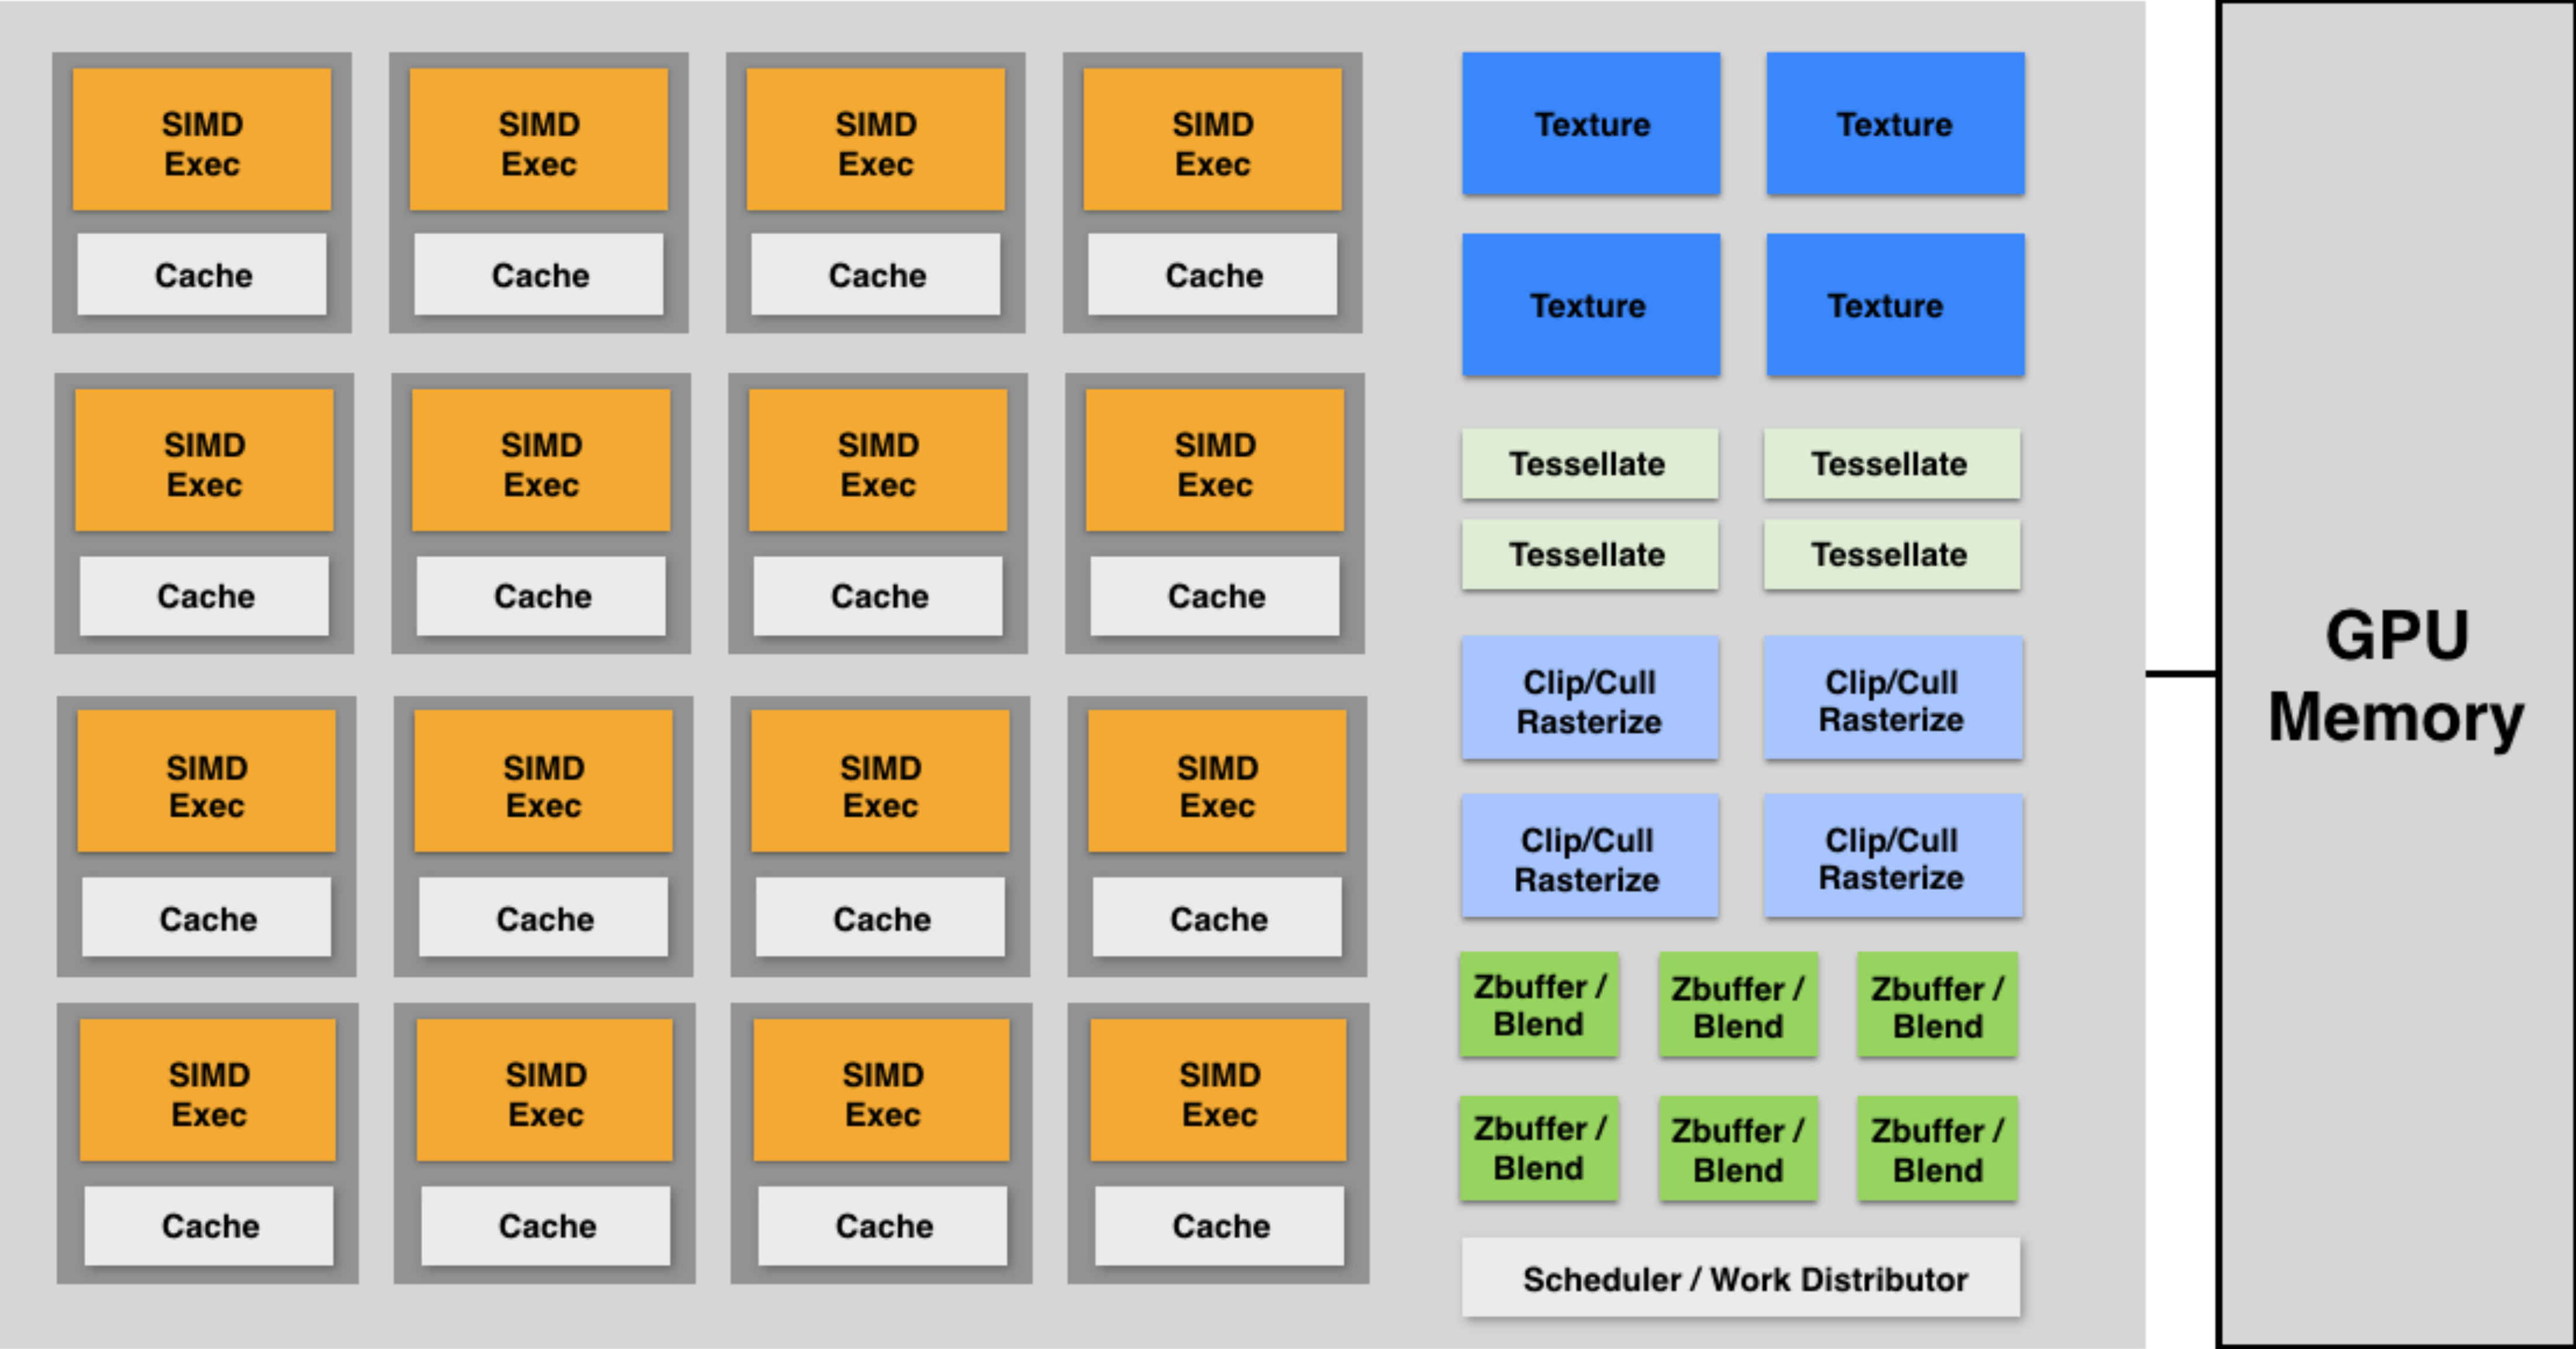 SIMD
Exec
SIMD
Exec
SIMD
Exec
SIMD
Exec
Cache
Cache
Cache
Cache
SIMD
Exec
SIMD
Exec
SIMD
Exec
SIMD
Exec
Cache
Cache
Cache
Cache
SIMD
Exec
SIMD
Exec
SIMD
Exec
SIMD
Exec
Cache
Cache
Cache
Cache
SIMD
Exec
SIMD
Exec
SIMD
Exec
SIMD
Exec
Cache
Cache
Cache
Cache
Texture
Texture
Texture
Texture
Tessellate
Tessellate
Tessellate
Tessellate
Clip/Cull
Rasterize
Clip/Cull
Rasterize
Clip/Cull
Rasterize
Clip/Cull
Rasterize
Zbuffer /
Blend
Zbuffer /
Blend
Zbuffer /
Blend
Zbuffer /
Blend
Zbuffer /
Blend
Zbuffer /
Blend
Scheduler / Work Distributor
GPU
Memory